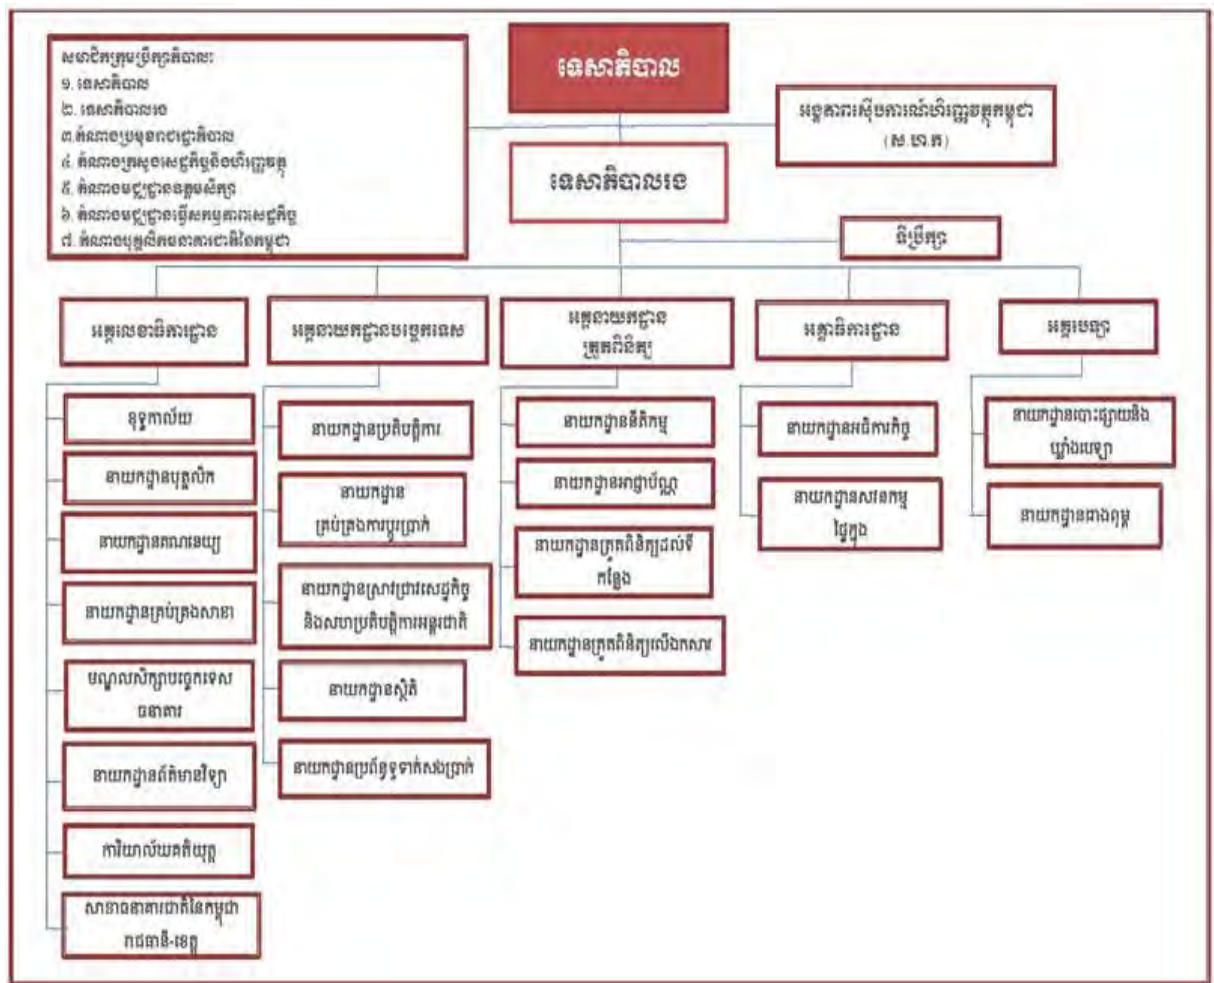 ទេសាភិបាល
សមាជិកក្រុមប្រឹក្សាភិបាល៖
១. ទេសាភិបាល
២. ទេសាភិបាលរង
៣. តំណាងប្រមុខរាជរដ្ឋាភិបាល
៤. តំណាងក្រសួងសេដ្ឋកិច្ចនិងហិរញ្ញវត្ថុ
៥. តំណាងមជ្ឈដ្ឋានឧត្តមសិក្សា
៦. តំណាងមជ្ឈដ្ឋានធ្វើសកម្មភាពសេដ្ឋកិច្ច
៧. តំណាងបុគ្គលិកធនាគារជាតិនៃកម្ពុជា
អង្គភាពរស៊ើបការណ៍ហិរញ្ញវត្ថុកម្ពុជា
(ស.ហ.ក)
ទេសាភិបាលរង
ទីប្រឹក្សា
អគ្គលេខាធិការដ្ឋាន
ខុទ្ទកាល័យ
នាយកដ្ឋានបុគ្គលិក
នាយកដ្ឋានគណនេយ្យ
នាយកដ្ឋានគ្រប់គ្រងសាខា
មណ្ឌលសិក្សាបច្ចេកទេស
ធនាគារ
នាយកដ្ឋានព័ត៌មានវិទ្យា
ការិយាល័យគតិយុត្ត
សាខាធនាគារជាតិនៃកម្ពុជា
រាជធានី-ខេត្ត
អគ្គនាយកដ្ឋានបច្ចេកទេស
នាយកដ្ឋានប្រតិបត្តិការ
នាយកដ្ឋាន
គ្រប់គ្រងការប្តូរប្រាក់
នាយកដ្ឋានស្រាវជ្រាវសេដ្ឋកិច្ច
និងសហប្រតិបត្តិការអន្តរជាតិ
នាយកដ្ឋានស្ថិតិ
នាយកដ្ឋានប្រព័ន្ធទូទាត់សងប្រាក់
អគ្គនាយកដ្ឋាន
ត្រួតពិនិត្យ
នាយកដ្ឋាននីតិកម្ម
នាយកដ្ឋានអាជ្ញាប័ណ្ណ
នាយកដ្ឋានត្រួតពិនិត្យដល់ទី
កន្លែង
នាយកដ្ឋានត្រួតពិនិត្យលើឯកសារ
អគ្គាធិការដ្ឋាន
នាយកដ្ឋានអធិការកិច្ច
នាយកដ្ឋានសវនកម្ម
ផ្ទៃក្នុង
អគ្គបេឡា
នាយកដ្ឋានបោះផ្សាយនិង
ឃ្លាំងបេឡា
នាយកដ្ឋានជាងពុម្ព